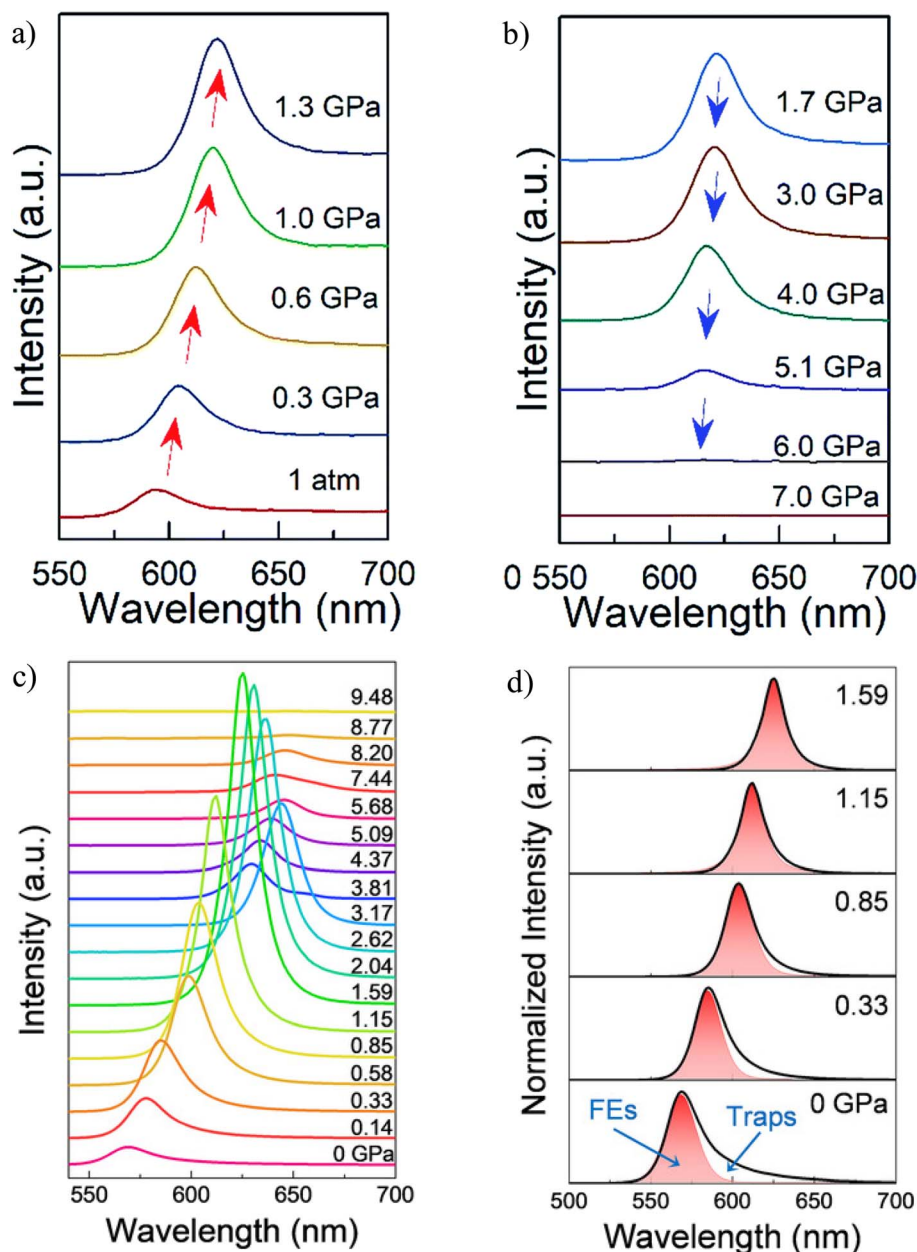 a)
Intensity (a.u.)
1.3 GPa
1.0 GPa
0.6 GPa
0.3 GPa
1 atm
550 600 650 700
Wavelength (nm)
b)
Intensity (a.u.)
1.7 GPa
3.0 GPa
4.0 GPa
5.1 GPa
6.0 GPa
7.0 GPa
0 550 600 650 700
Wavelength (nm)
c)
Intensity (a.u.)
9.48
8.77
8.20
7.44
5.68
5.09
4.37
3.81
3.17
2.62
2.04
1.59
1.15
0.85
0.58
0.33
0.14
0 GPa
550 600 650 700
Wavelength (nm)
d)
Normalized Intensity (a.u.)
1.59
1.15
0.85
0.33
0 GPa
FEs
Traps
500 550 600 650 700
Wavelength (nm)